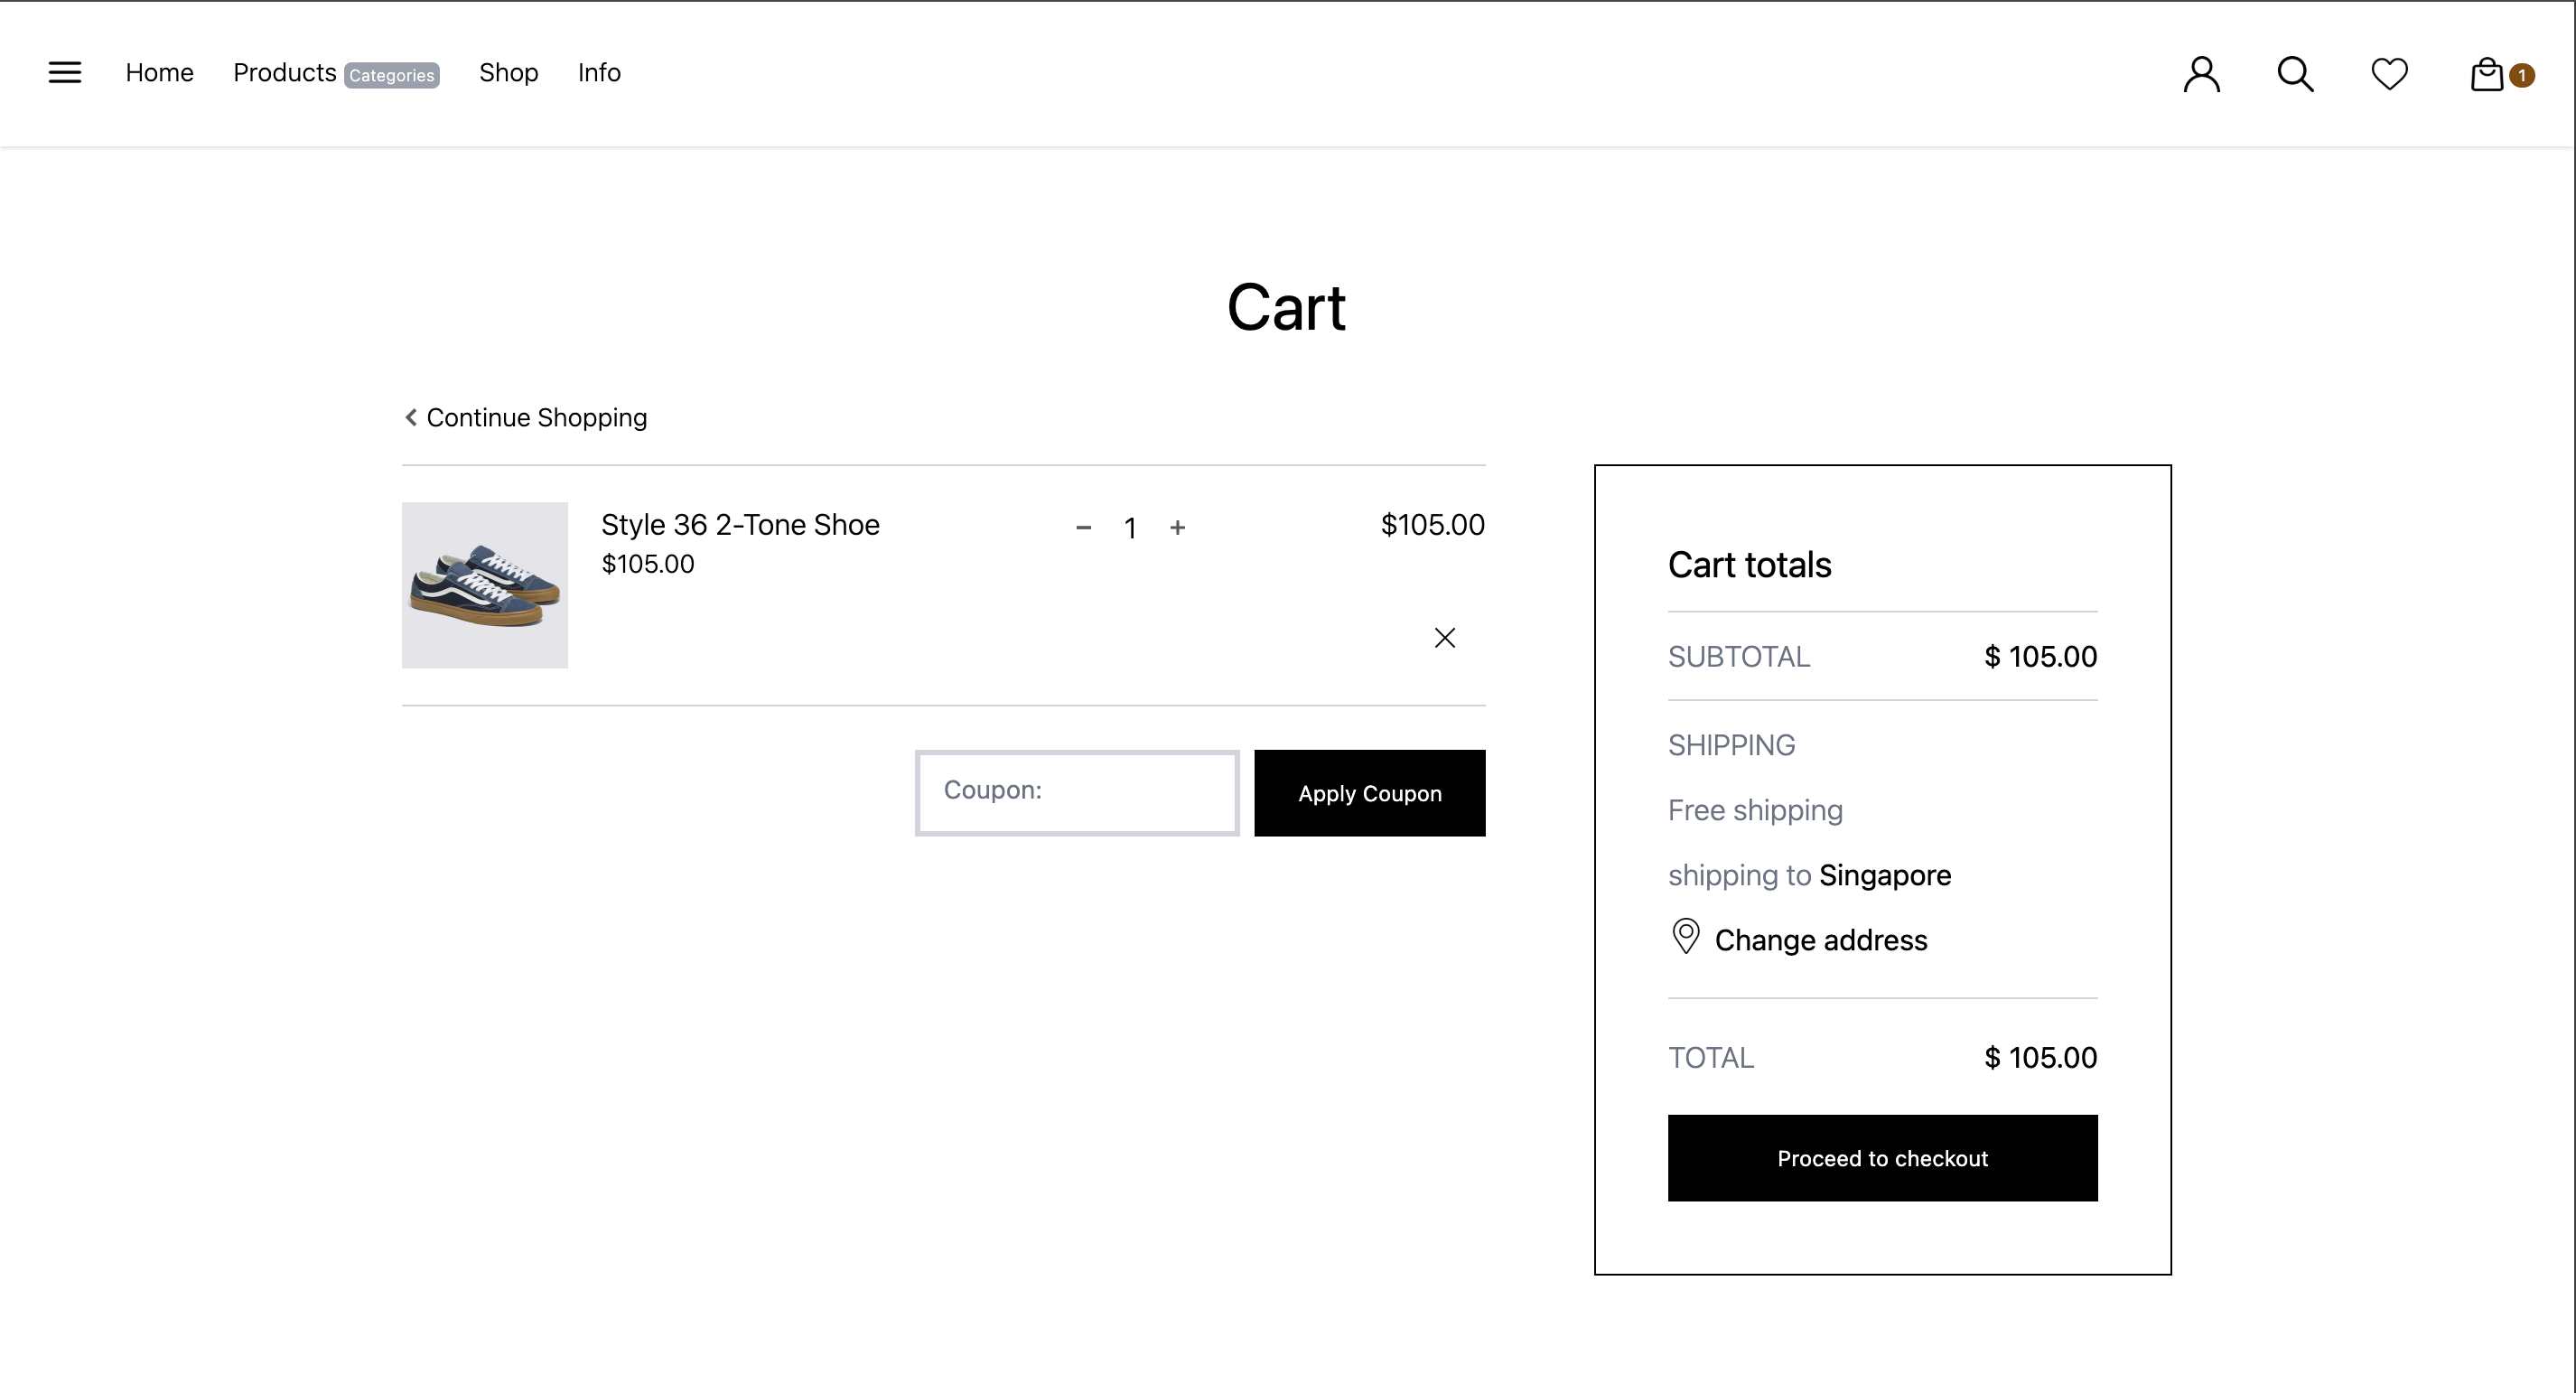 Home Products Categories Shop Info
1
Cart
Continue Shopping
Style 36 2-Tone Shoe
$105.00
1
$105.00
Coupon:
Apply Coupon
Cart totals
SUBTOTAL $ 105.00
SHIPPING
Free shipping
shipping to Singapore
Change address
TOTAL $ 105.00
Proceed to checkout